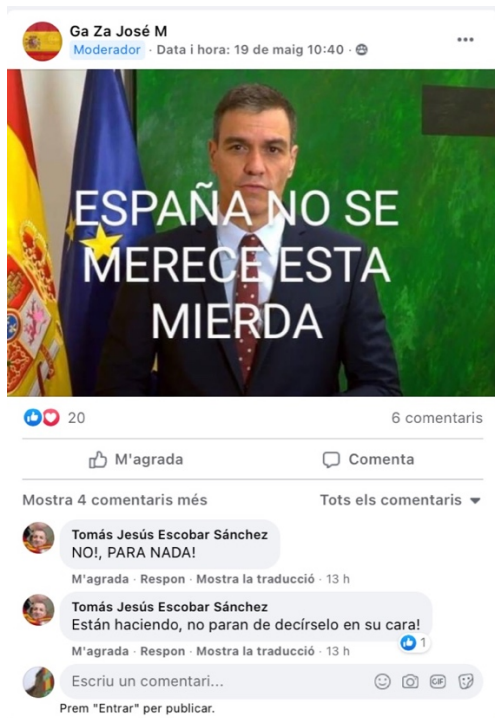 Ga Za José M
Moderador · Data i hora: 19 de maig 10:40 ·
ESPAÑA NO SE
MERECE ESTA
MIERDA
20
6 comentaris
M'agrada
Comenta
Mostra 4 comentaris més
Tots els comentaris
Tomás Jesús Escobar Sánchez
NO!, PARA NADA!
M'agrada · Respon · Mostra la traducció · 13 h
Tomás Jesús Escobar Sánchez
Están haciendo, no paran de decírselo en su cara!
1
M'agrada · Respon · Mostra la traducció · 13 h
Escriu un comentari...
GIF
Prem "Entrar" per publicar.